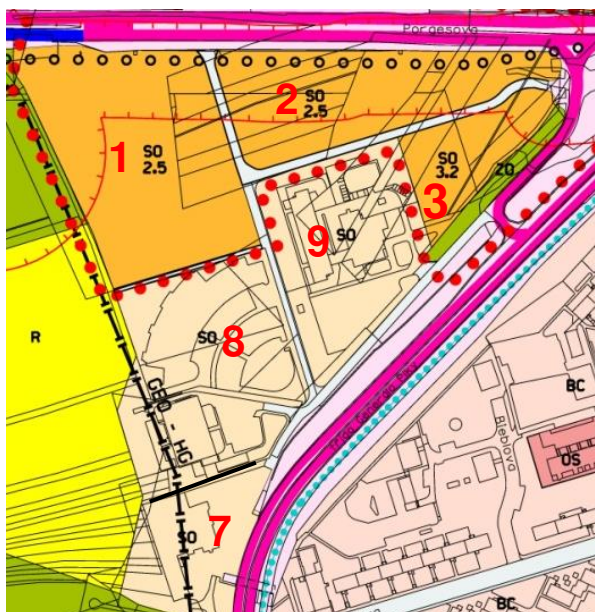 Porgesova
2
SO
2.5
1
SO
2.5
SO
3.2
ZO
3
9
SO
R
SO
8
GEO - HG
BC
Rieblova
OS
7
SO
BC